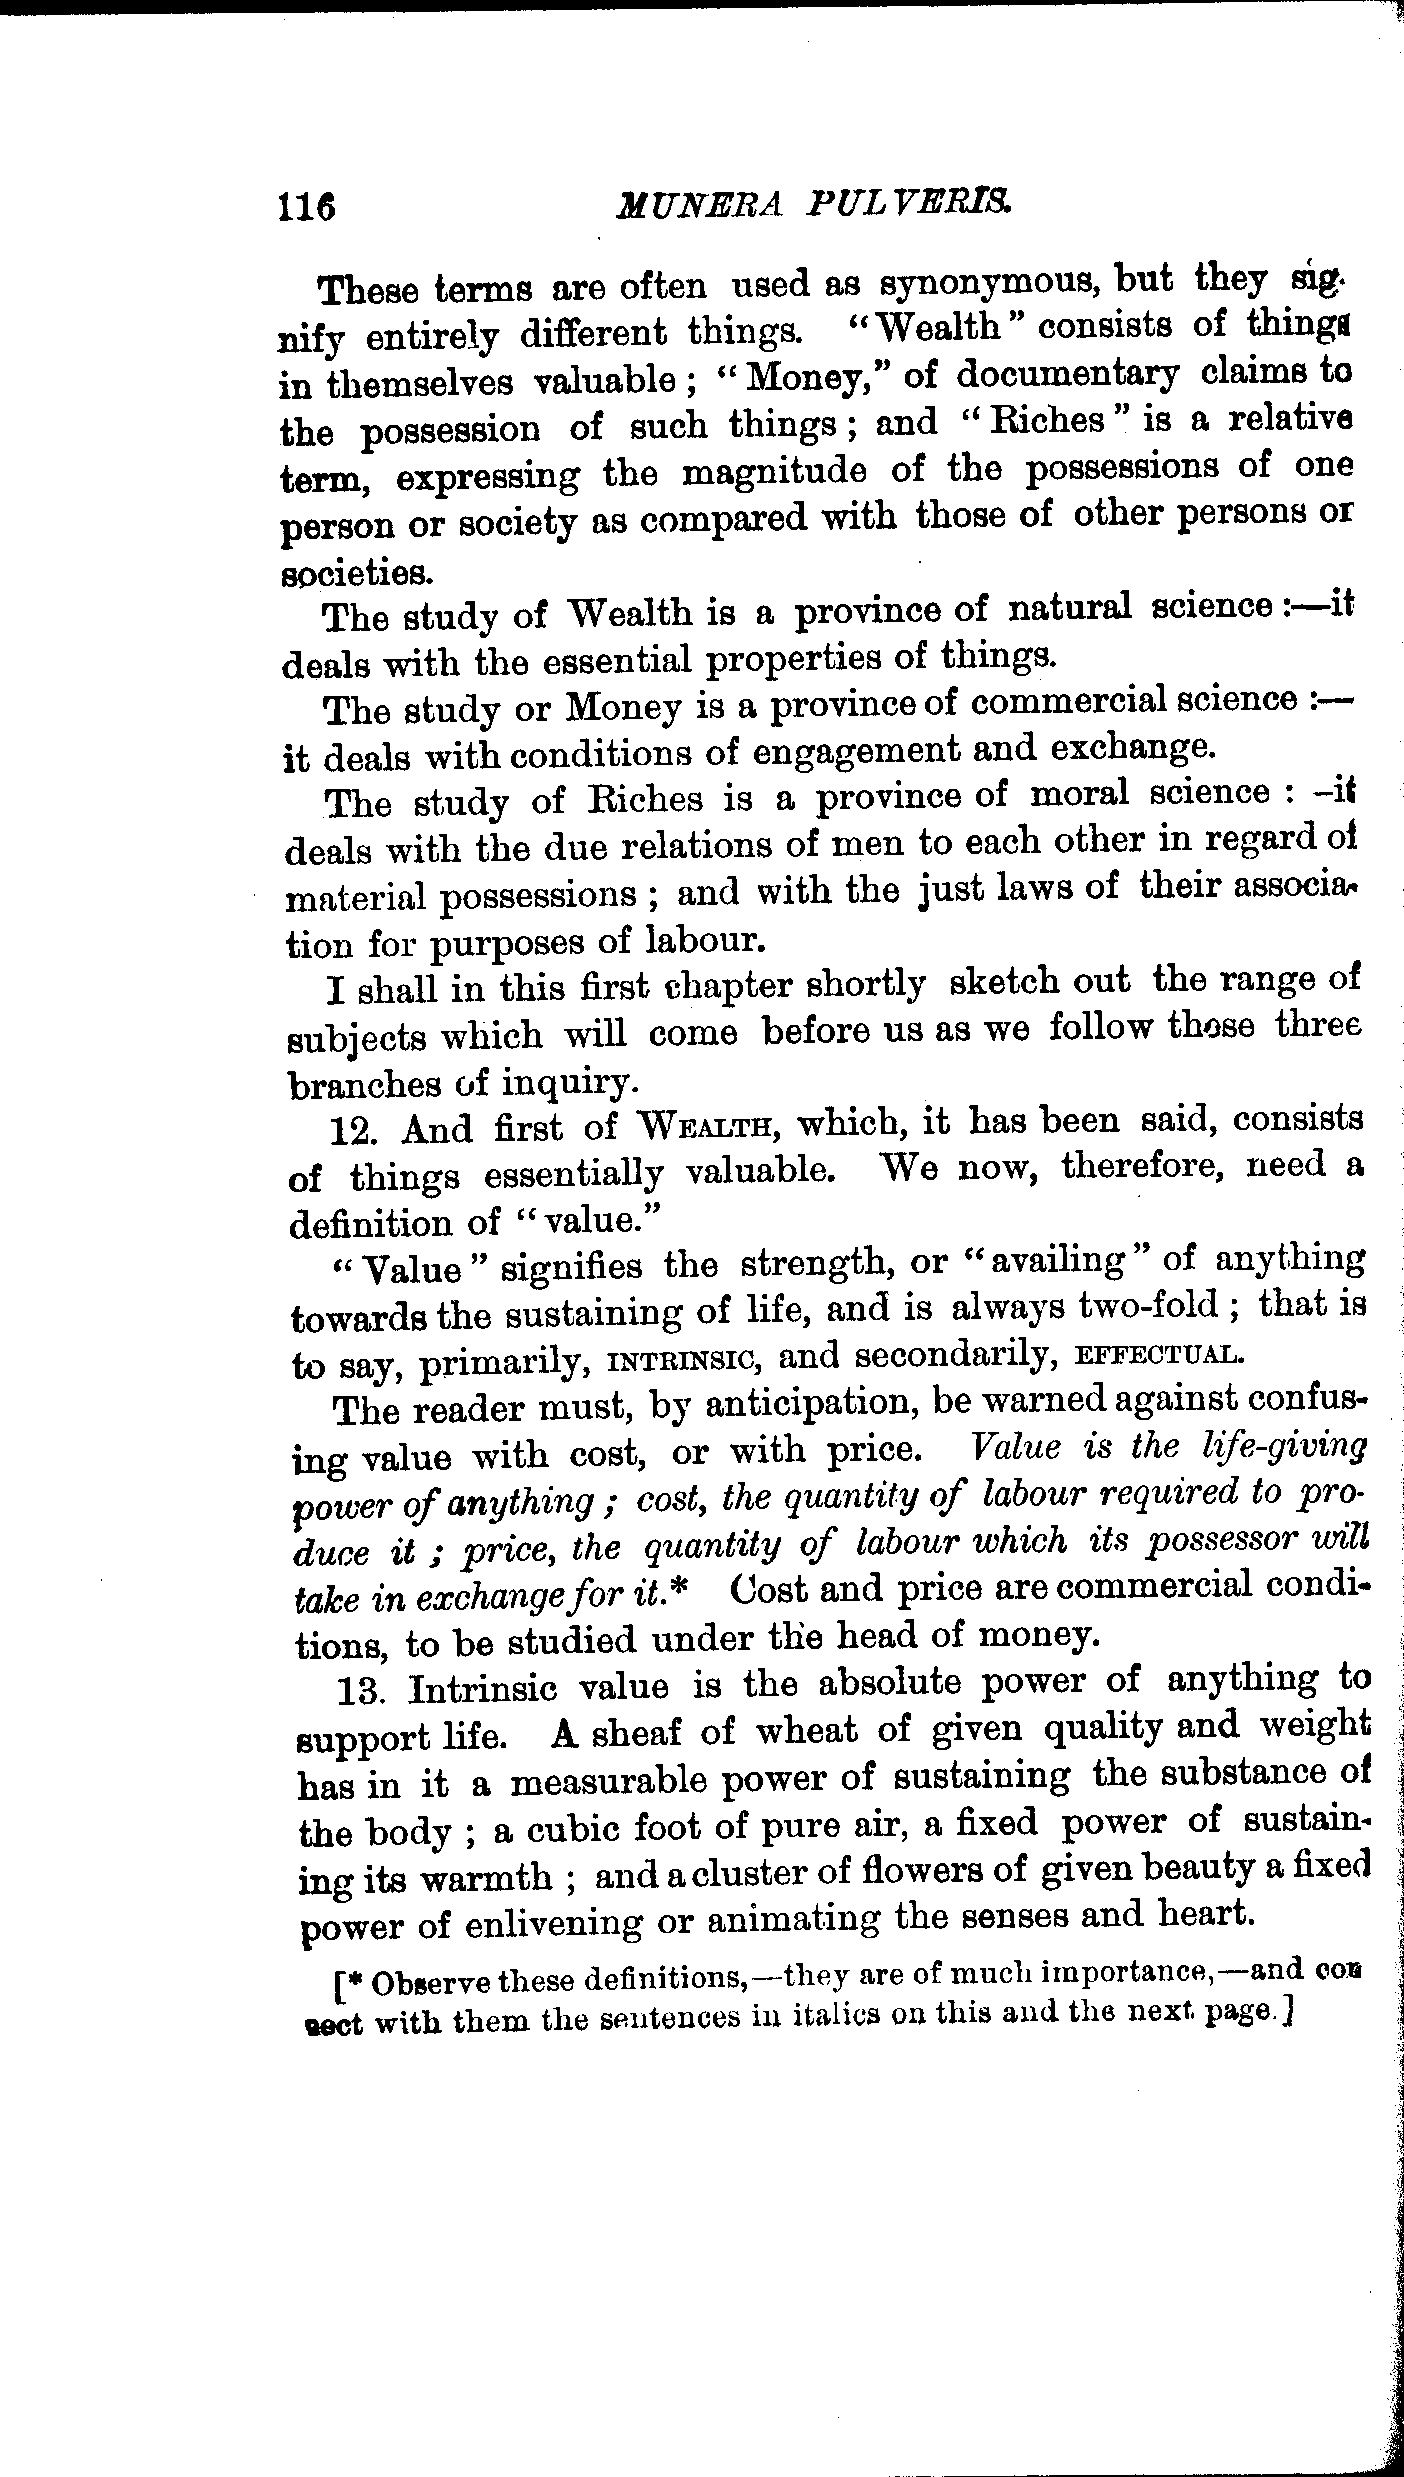 116 MUNERA PULVERIS.
These terms are often used as synonymous, but they sig-
nify entirely different things. "Wealth" consists of things
in themselves valuable; "Money," of documentary claims to
the possession of such things; and "Riches" is a relative
term, expressing the magnitude of the possessions of one
person or society as compared with those of other persons or
societies.
The study of Wealth is a province of natural science:—it
deals with the essential properties of things.
The study or Money is a province of commercial science:—
it deals with conditions of engagement and exchange.
The study of Riches is a province of moral science: -it
deals with the due relations of men to each other in regard of
material possessions; and with the just laws of their associa-
tion for purposes of labour.
I shall in this first chapter shortly sketch out the range of
subjects which will come before us as we follow those three
branches of inquiry.
12. And first of WEALTH, which, it has been said, consists
of things essentially valuable. We now, therefore, need a
definition of "value."
"Value" signifies the strength, or "availing" of anything
towards the sustaining of life, and is always two-fold; that is
to say, primarily, INTRINSIC, and secondarily, EFFECTUAL.
The reader must, by anticipation, be warned against confus-
ing value with cost, or with price. Value is the life-giving
power of anything; cost, the quantity of labour required to pro-
duce it; price, the quantity of labour which its possessor will
take in exchange for it.* Cost and price are commercial condi-
tions, to be studied under the head of money.
13. Intrinsic value is the absolute power of anything to
support life. A sheaf of wheat of given quality and weight
has in it a measurable power of sustaining the substance of
the body; a cubic foot of pure air, a fixed power of sustain-
ing its warmth; and a cluster of flowers of given beauty a fixed
power of enlivening or animating the senses and heart.
[* Observe these definitions,—they are of much importance,—and con
nect with them the sentences in italics on this and the next page.]